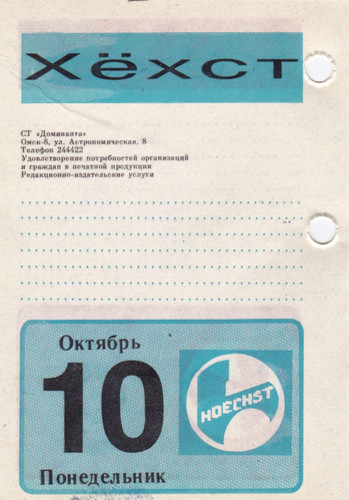 Хёхст
СТ «Доминанта»
Омск-8, ул. Астрономическая. 8
Телефон 244422
Удовлетворение потребностей организаций
и граждан в печатной продукции
Редакционно-издательские услуги
Октябрь
10
HOECHST
Понедельник